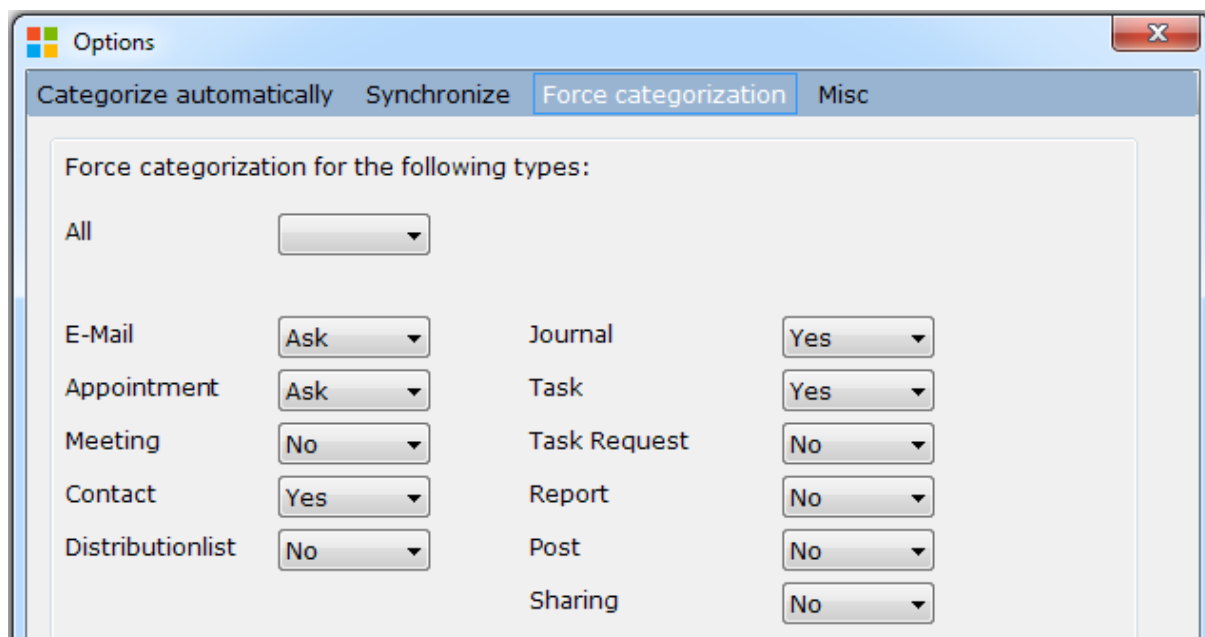 Options
Categorize automatically Synchronize Force categorization Misc
Force categorization for the following types:
All
E-Mail Ask Journal Yes
Appointment Ask Task Yes
Meeting No Task Request No
Contact Yes Report No
Distributionlist No Post No
Sharing No